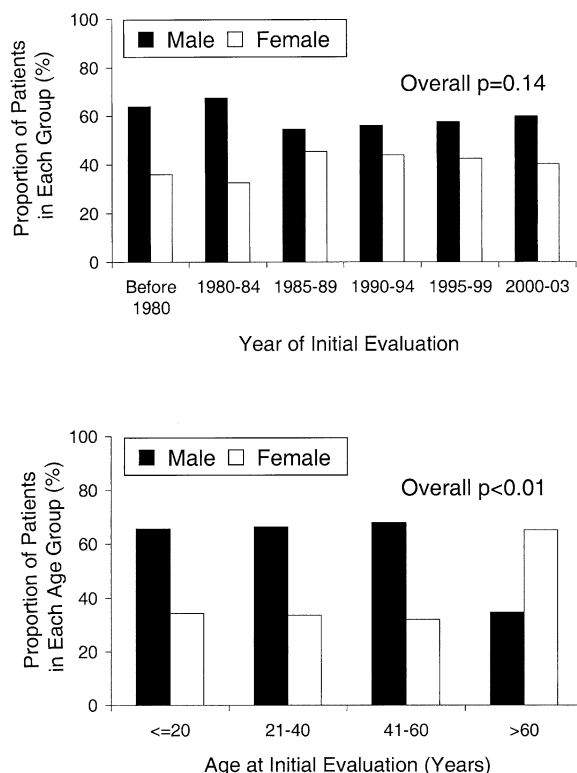 100
80
60
40
20
0
Proportion of Patients
in Each Group (%)
Male Female
Overall p=0.14
Before
1980
1980-84 1985-89 1990-94 1995-99 2000-03
Year of Initial Evaluation
100
80
60
40
20
0
Proportion of Patients
in Each Age Group (%)
Male Female
Overall p<0.01
<=20 21-40 41-60 >60
Age at Initial Evaluation (Years)